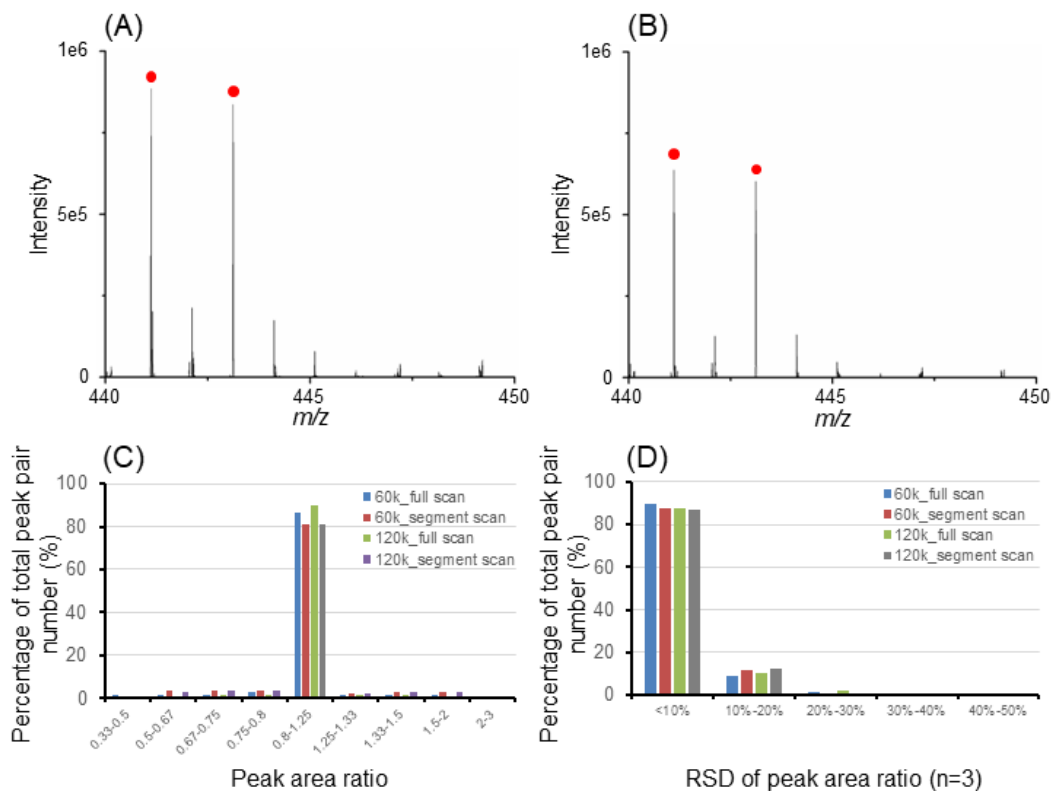 (A)
1e6
5e5
0
Intensity
440
445
450
m/z
(B)
1e6
5e5
0
Intensity
440
445
450
m/z
(C)
Percentage of total peak pair
number (%)
100
80
60
40
20
0
60k_full scan
60k_segment scan
120k_full scan
120k_segment scan
0.33-0.5
0.5-0.67
0.67-0.75
0.75-0.8
0.8-1.25
1.25-1.33
1.33-1.5
1.5-2
2-3
Peak area ratio
(D)
Percentage of total peak pair
number (%)
100
80
60
40
20
0
60k_full scan
60k_segment scan
120k_full scan
120k_segment scan
<10%
10%-20%
20%-30%
30%-40%
40%-50%
RSD of peak area ratio (n=3)